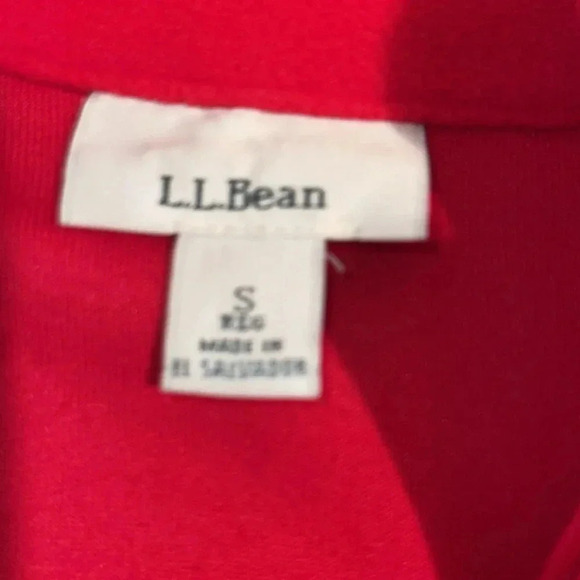 L.L.Bean
S
REG
MADE IN
EL SALVADOR